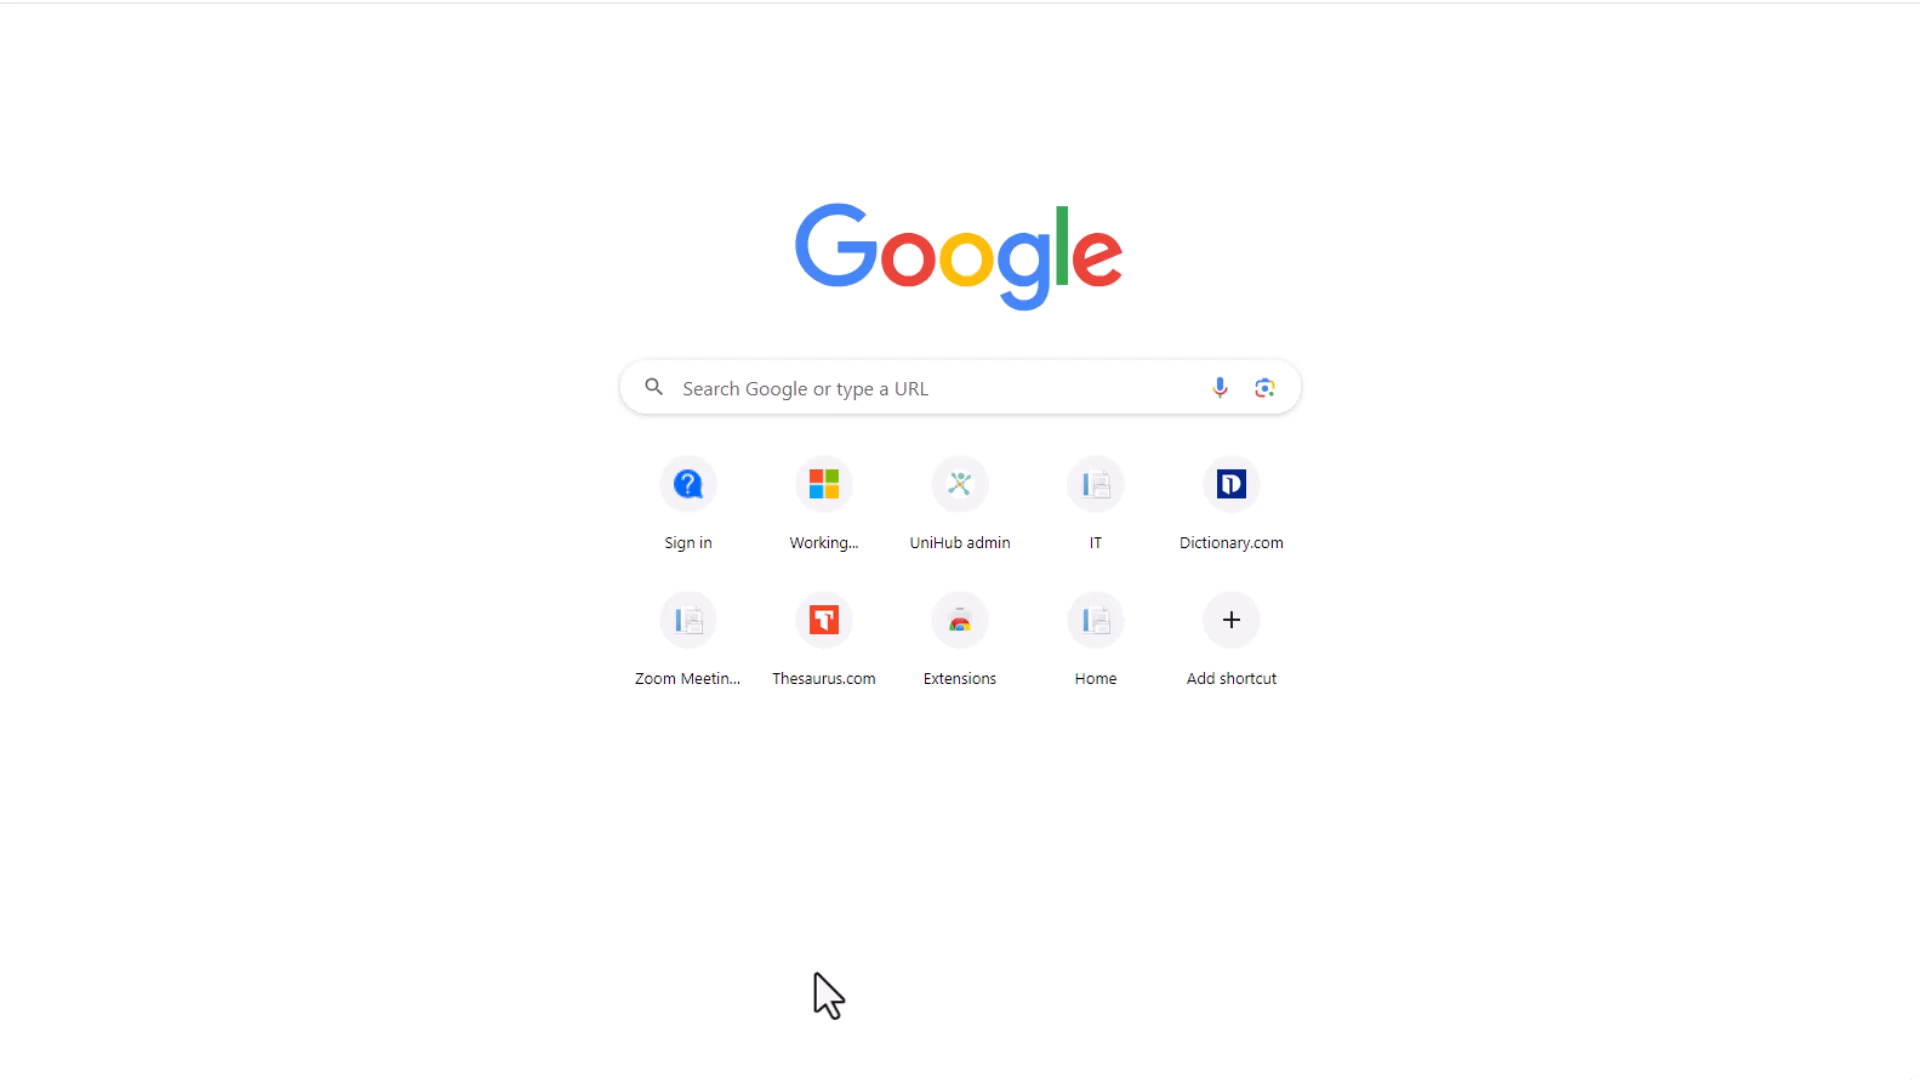 Google
Search Google or type a URL
Sign in
Working...
UniHub admin
IT
Dictionary.com
Zoom Meetin...
Thesaurus.com
Extensions
Home
Add shortcut